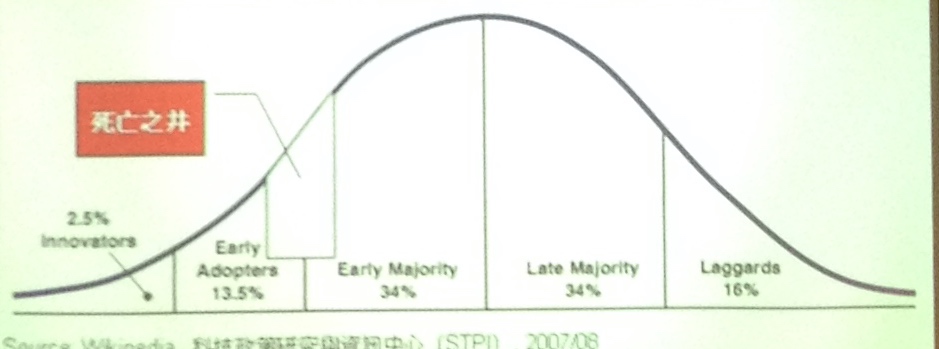 死亡之井
2.5%
Innovators
Early
Adopters
13.5%
Early Majority
34%
Late Majority
34%
Laggards
16%
Source: Wikipedia, 科技政策研究與資訊中心 (STPI) , 2007/08